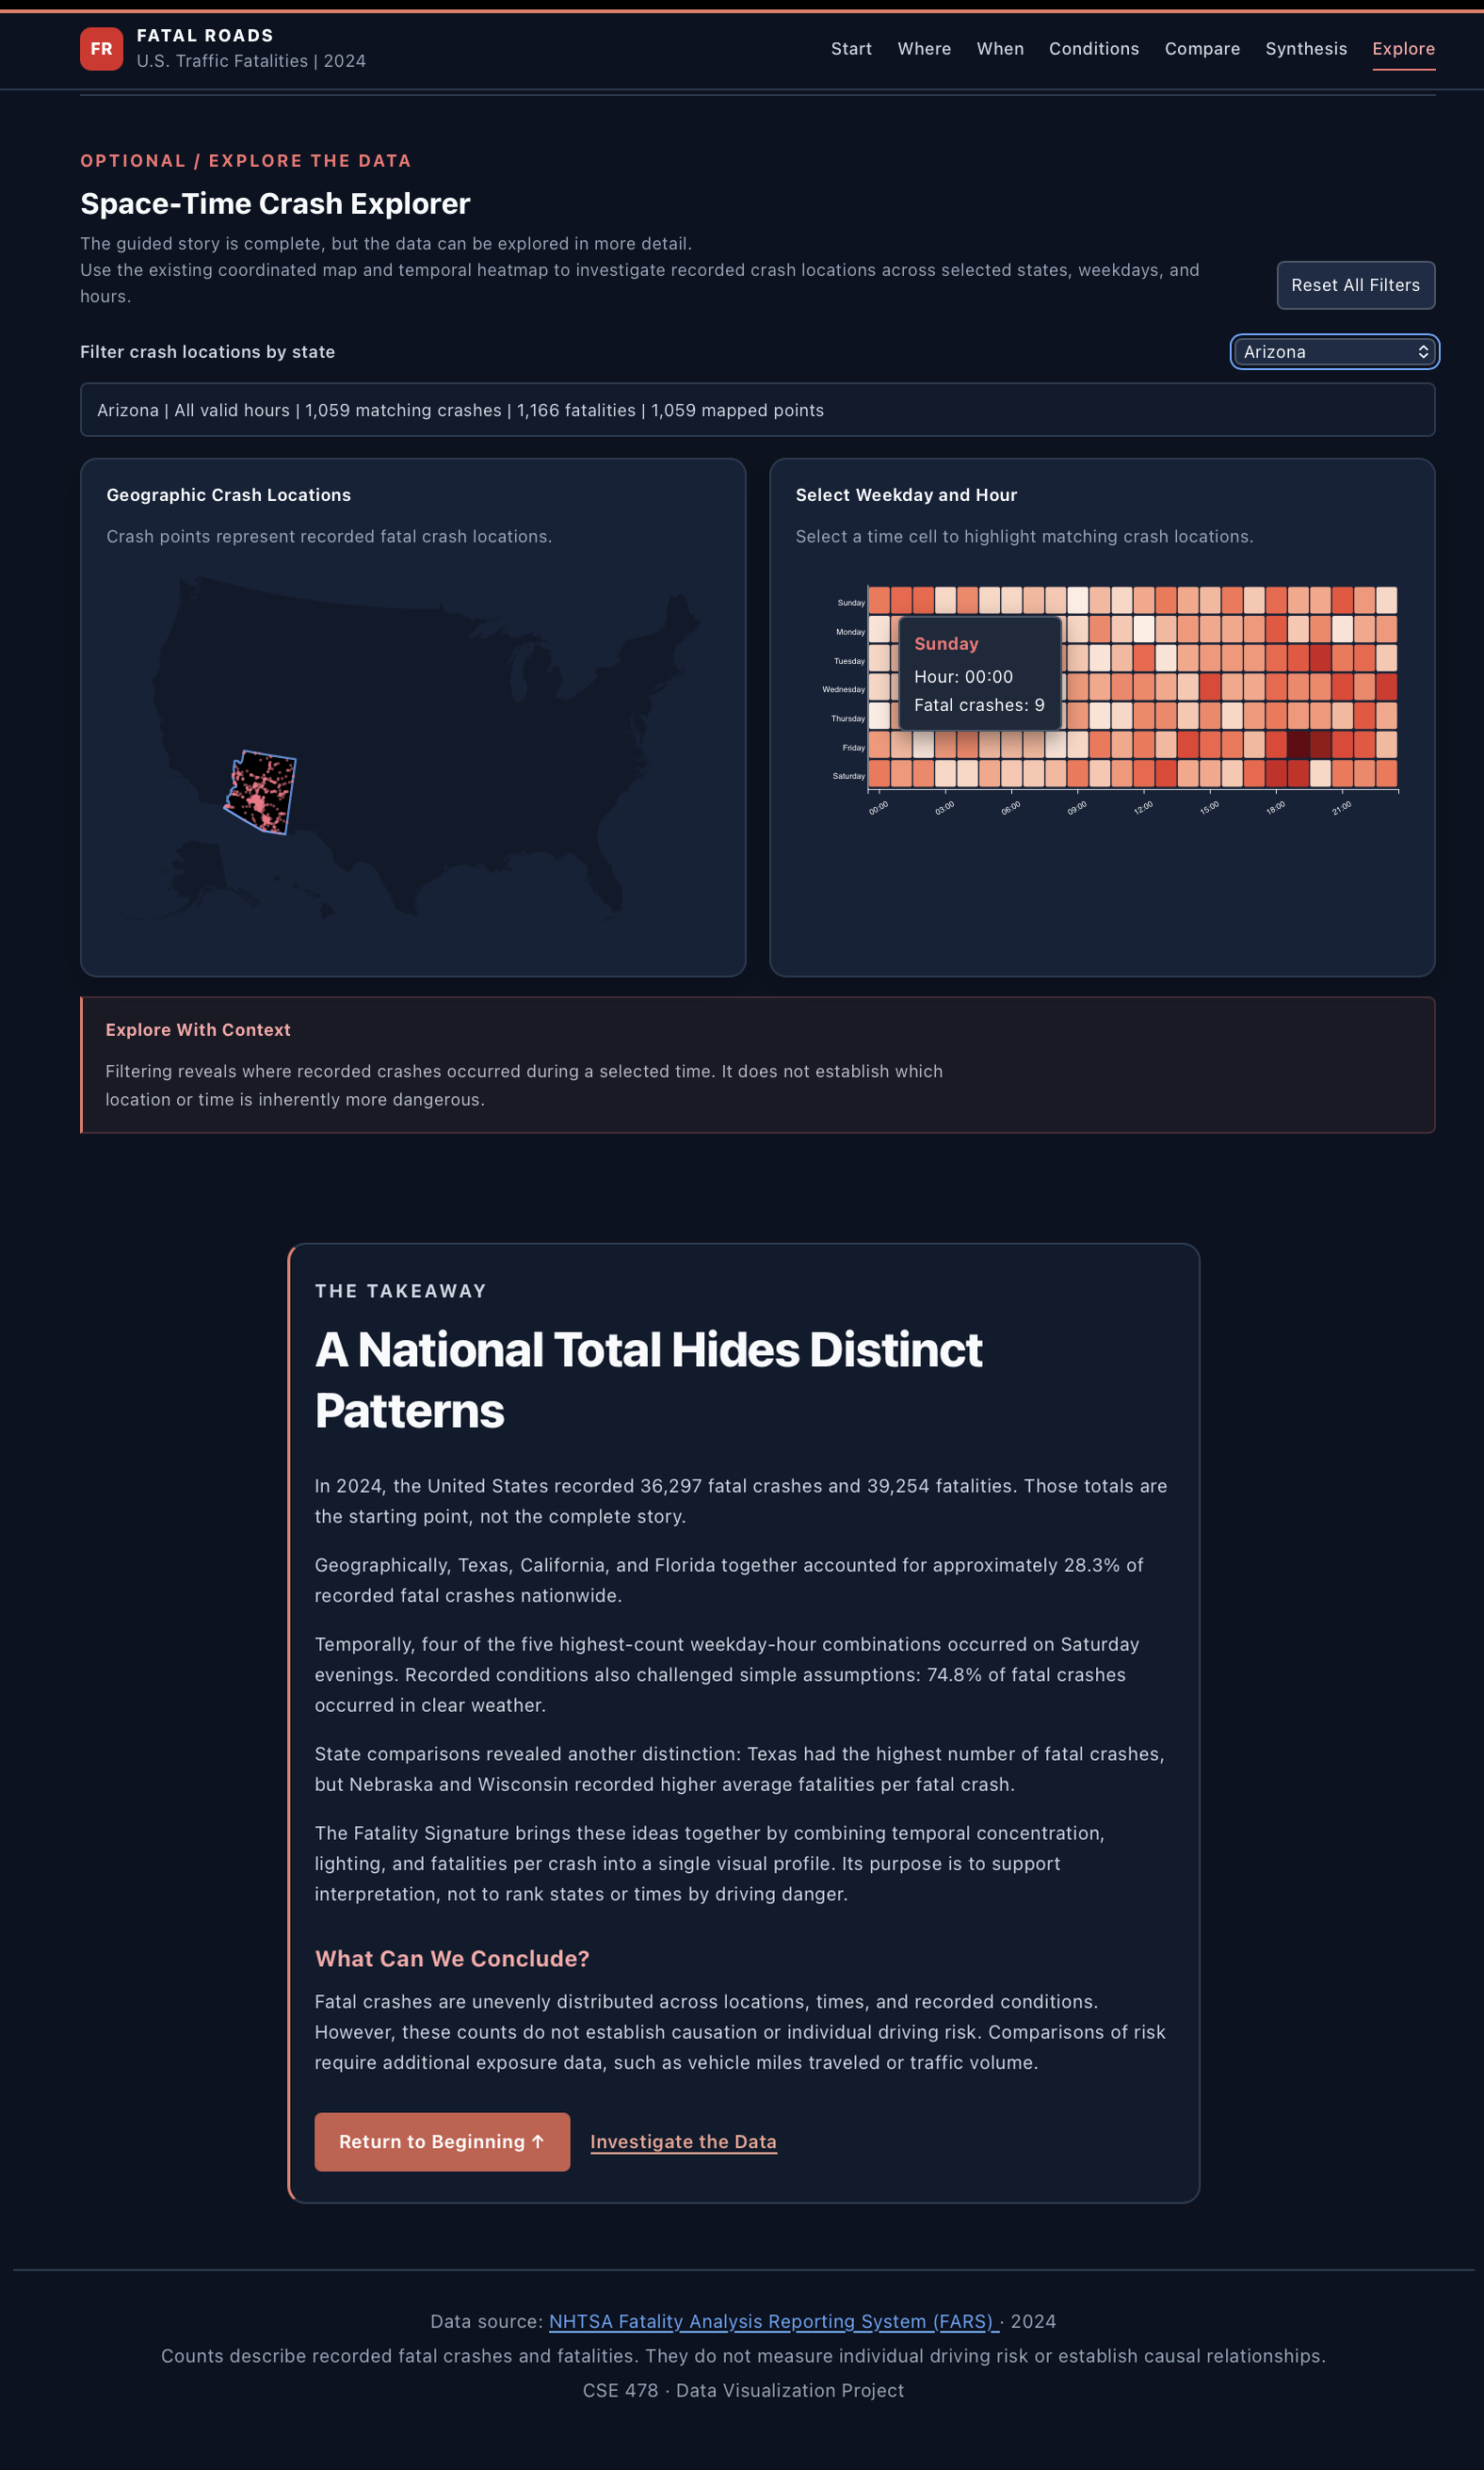 FR
FATAL ROADS
U.S. Traffic Fatalities | 2024
Start Where When Conditions Compare Synthesis Explore
OPTIONAL / EXPLORE THE DATA
Space-Time Crash Explorer
The guided story is complete, but the data can be explored in more detail.
Use the existing coordinated map and temporal heatmap to investigate recorded crash locations across selected states, weekdays, and
hours.
Reset All Filters
Filter crash locations by state
Arizona
Arizona | All valid hours | 1,059 matching crashes | 1,166 fatalities | 1,059 mapped points
Geographic Crash Locations
Crash points represent recorded fatal crash locations.
Select Weekday and Hour
Select a time cell to highlight matching crash locations.
Sunday
Monday
Tuesday
Wednesday
Thursday
Friday
Saturday
Sunday
Hour: 00:00
Fatal crashes: 9
00:00 03:00 06:00 09:00 12:00 15:00 18:00 21:00
Explore With Context
Filtering reveals where recorded crashes occurred during a selected time. It does not establish which
location or time is inherently more dangerous.
THE TAKEAWAY
A National Total Hides Distinct
Patterns
In 2024, the United States recorded 36,297 fatal crashes and 39,254 fatalities. Those totals are
the starting point, not the complete story.
Geographically, Texas, California, and Florida together accounted for approximately 28.3% of
recorded fatal crashes nationwide.
Temporally, four of the five highest-count weekday-hour combinations occurred on Saturday
evenings. Recorded conditions also challenged simple assumptions: 74.8% of fatal crashes
occurred in clear weather.
State comparisons revealed another distinction: Texas had the highest number of fatal crashes,
but Nebraska and Wisconsin recorded higher average fatalities per fatal crash.
The Fatality Signature brings these ideas together by combining temporal concentration,
lighting, and fatalities per crash into a single visual profile. Its purpose is to support
interpretation, not to rank states or times by driving danger.
What Can We Conclude?
Fatal crashes are unevenly distributed across locations, times, and recorded conditions.
However, these counts do not establish causation or individual driving risk. Comparisons of risk
require additional exposure data, such as vehicle miles traveled or traffic volume.
Return to Beginning ↑ Investigate the Data
Data source: NHTSA Fatality Analysis Reporting System (FARS) · 2024
Counts describe recorded fatal crashes and fatalities. They do not measure individual driving risk or establish causal relationships.
CSE 478 · Data Visualization Project